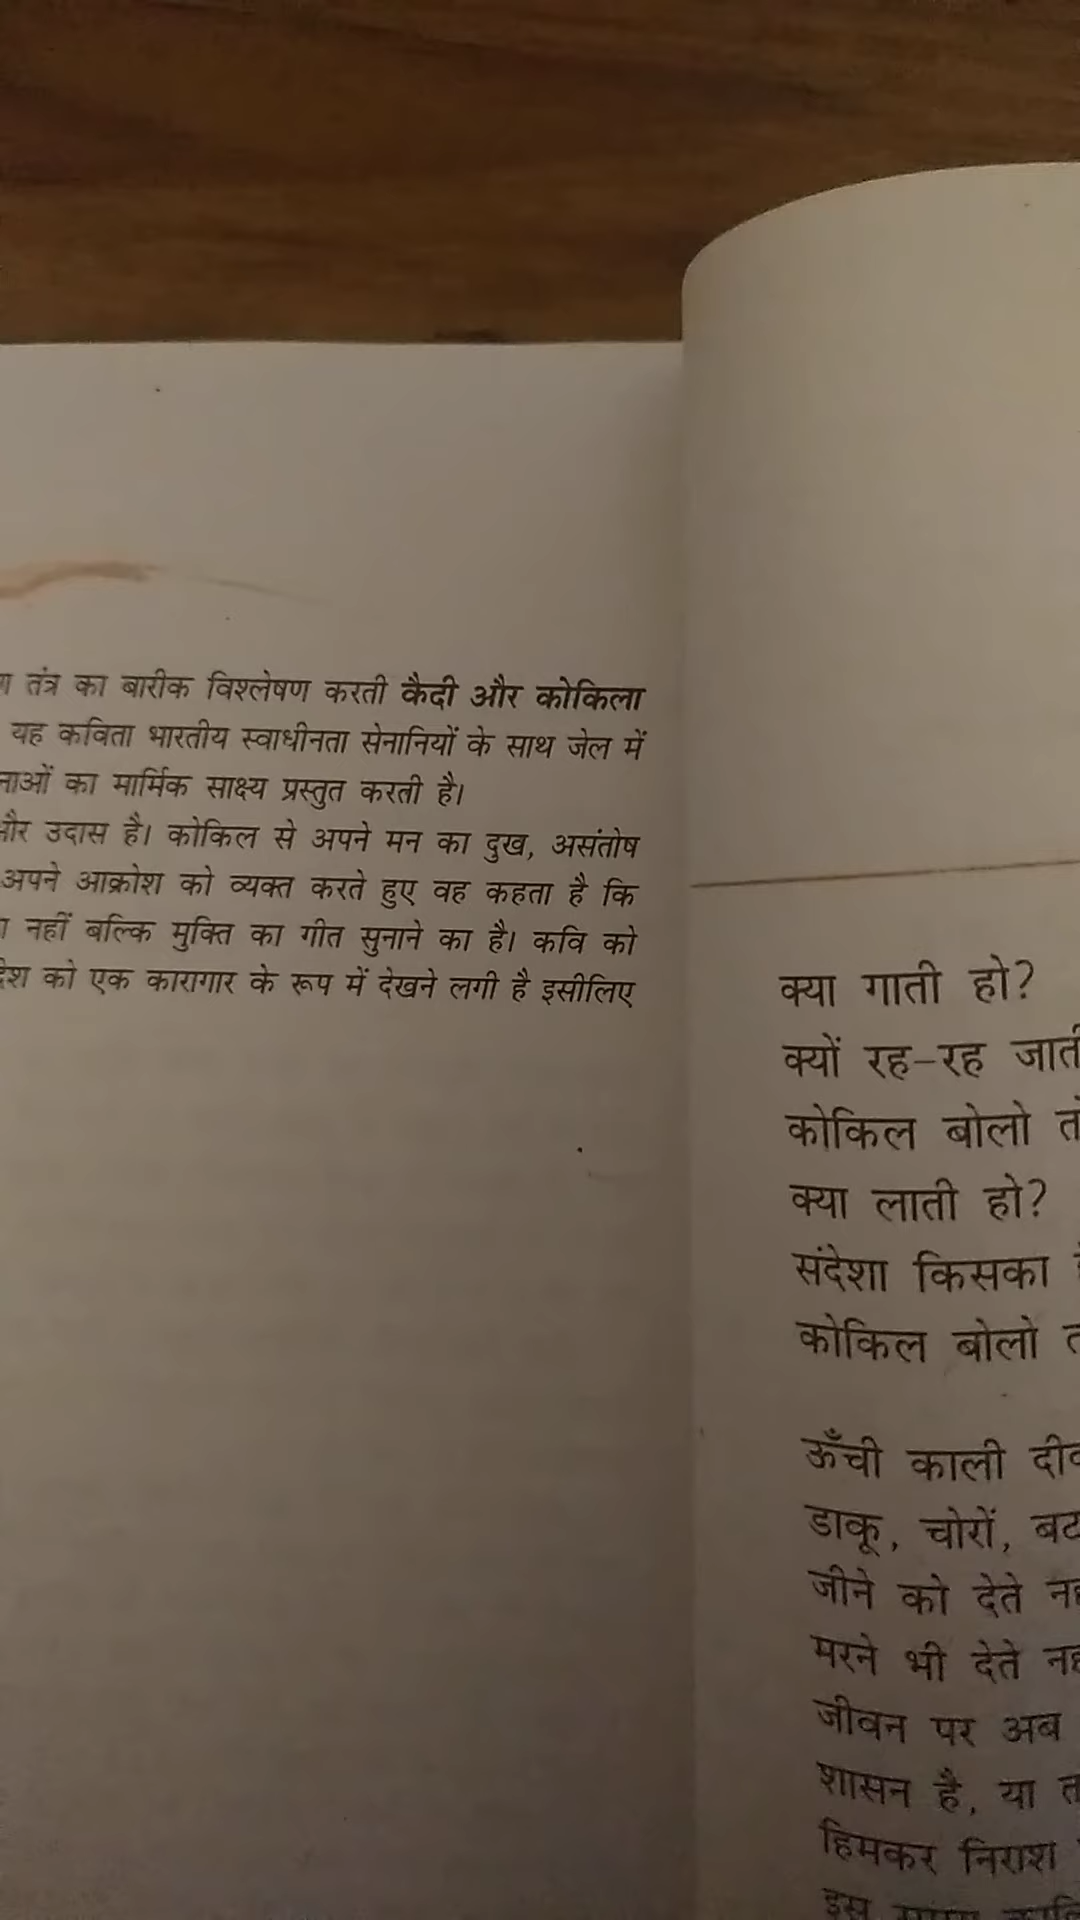 तंत्र का बारीक विश्लेषण करती कैदी और कोकिला
यह कविता भारतीय स्वाधीनता सेनानियों के साथ जेल में
का मार्मिक साक्ष्य प्रस्तुत करती है।
उदास है। कोकिल से अपने मन का दुख, असंतोष
अपने आक्रोश को व्यक्त करते हुए वह कहता है कि
नहीं बल्कि मुक्ति का गीत सुनाने का है। कवि को
को एक कारागार के रूप में देखने लगी है इसीलिए
क्या गाती हो?
क्यों रह-रह
कोकिल बोलो
क्या लाती हो?
संदेशा किसका
कोकिल बोलो
ऊँची काली
डाकू, चोरों,
जीने को देते
मरने भी देते
जीवन पर अब
शासन है, या
हिमकर निराश
इस